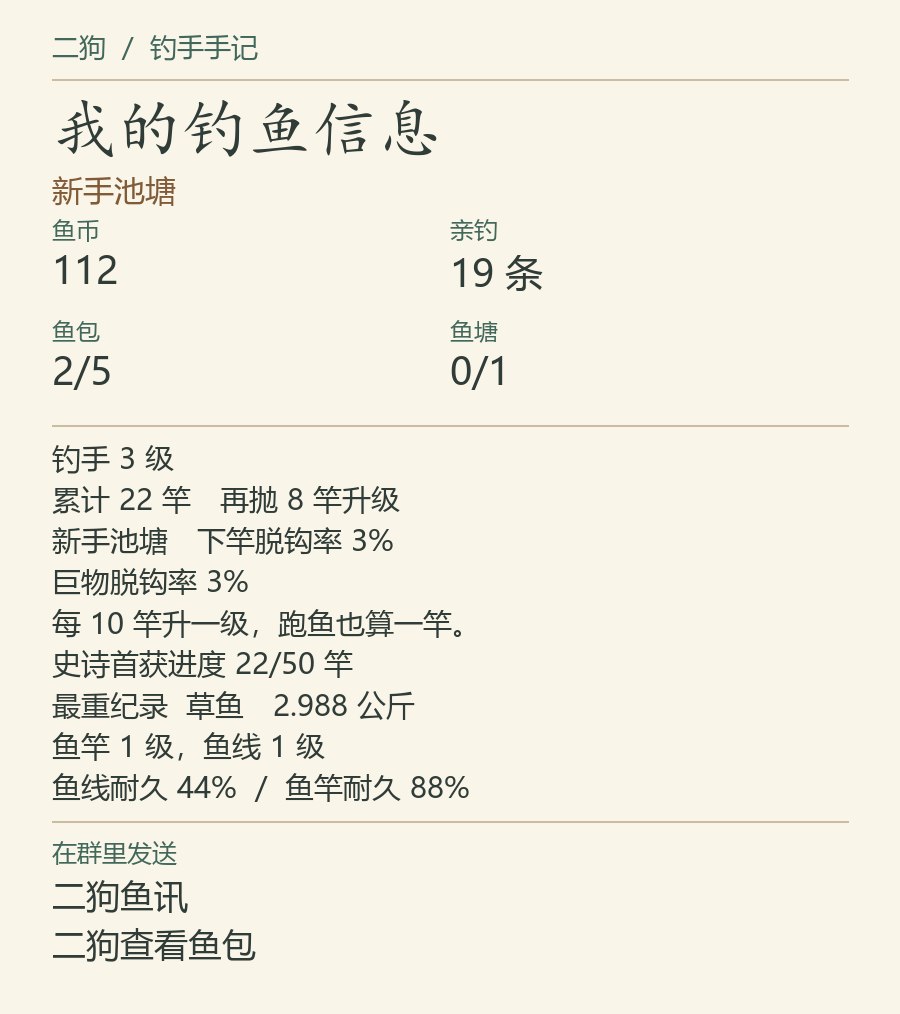 二狗 / 钓手手记
我的钓鱼信息
新手池塘
鱼币 亲钓
112 19 条
鱼包 鱼塘
2/5 0/1
钓手 3 级
累计 22 竿 再抛 8 竿升级
新手池塘 下竿脱钩率 3%
巨物脱钩率 3%
每 10 竿升一级，跑鱼也算一竿。
史诗首获进度 22/50 竿
最重纪录 草鱼 2.988 公斤
鱼竿 1 级，鱼线 1 级
鱼线耐久 44% / 鱼竿耐久 88%
在群里发送
二狗鱼讯
二狗查看鱼包